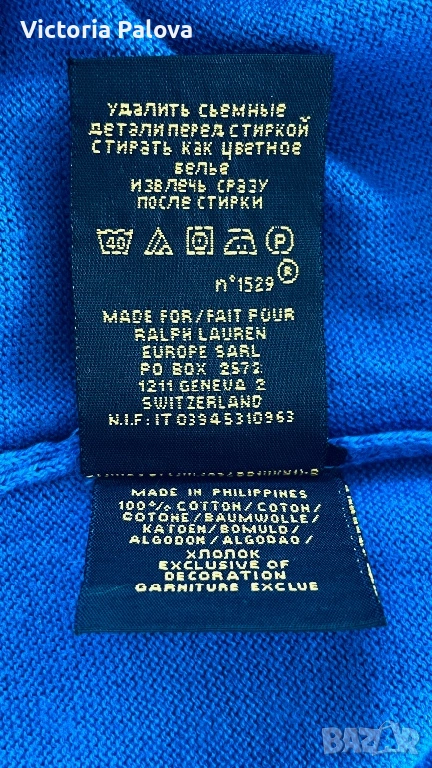 Victoria Palova
УДАЛИТЬ СЬЕМНЫЕ
ДЕТАЛИ ПЕРЕД СТИРКОЙ
СТИРАТЬ КАК ЦВЕТНОЕ
БЕЛЬЕ
ИЗВЛЕЧЬ СРАЗУ
ПОСЛЕ СТИРКИ
40 P
n°1529 ®
MADE FOR/FAIT POUR
RALPH LAUREN
EUROPE SARL
PO BOX 2572
1211 GENEVA 2
SWITZERLAND
N.I.F: IT 03945310963
MADE IN PHILIPPINES
100% COTTON/COTON/
COTONE/BAUMWOLLE/
KATOEN/BOMULD/
ALGODON/ALGODAO/
ХЛОПОК
EXCLUSIVE OF
DECORATION
GARNITURE EXCLUE
BAZAR